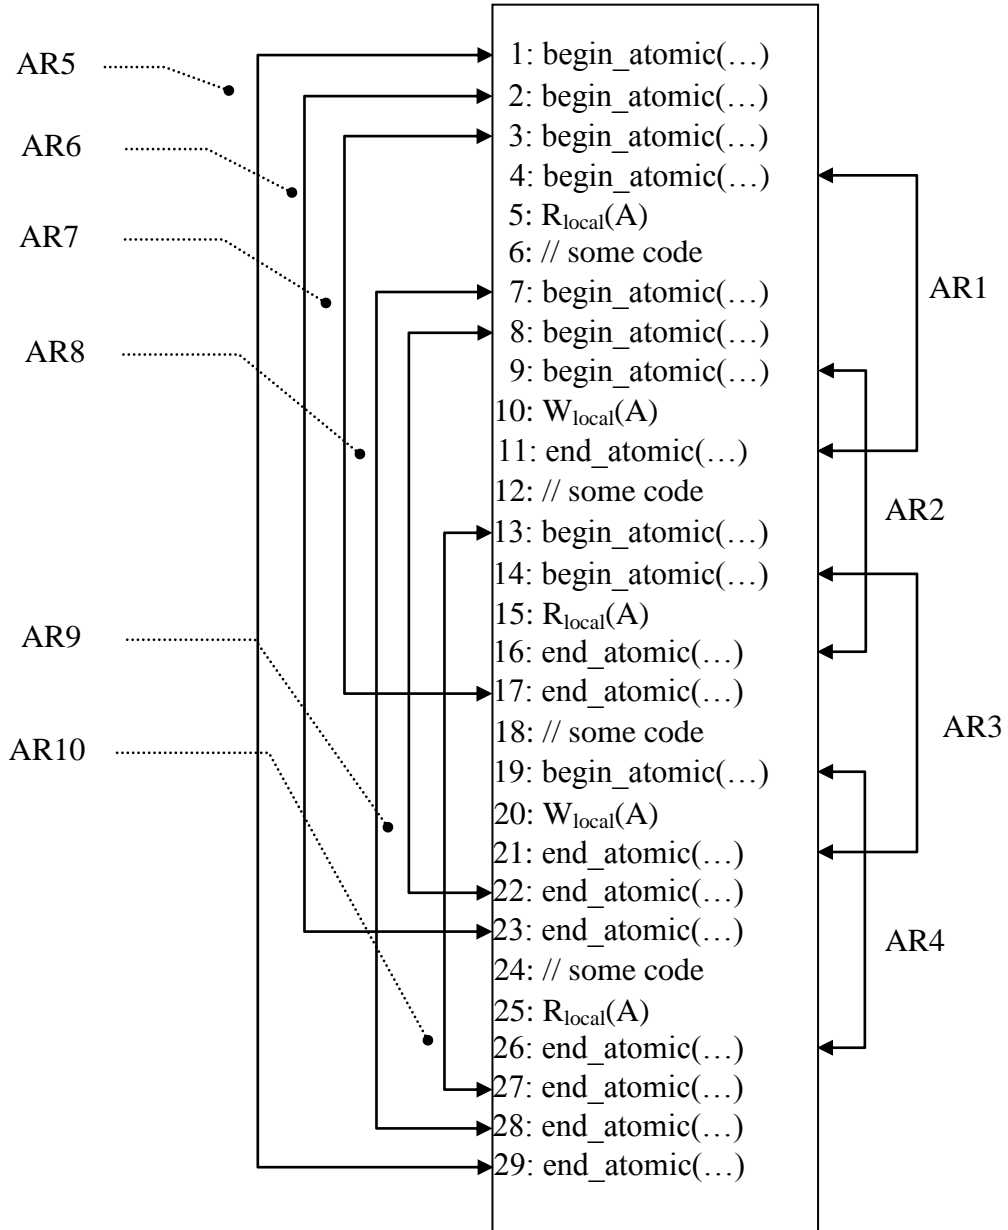 AR5
AR6
AR7
AR8
AR9
AR10
1: begin_atomic(…)
2: begin_atomic(…)
3: begin_atomic(…)
4: begin_atomic(…)
5: Rlocal(A)
6: // some code
7: begin_atomic(…)
8: begin_atomic(…)
9: begin_atomic(…)
10: Wlocal(A)
11: end_atomic(…)
12: // some code
13: begin_atomic(…)
14: begin_atomic(…)
15: Rlocal(A)
16: end_atomic(…)
17: end_atomic(…)
18: // some code
19: begin_atomic(…)
20: Wlocal(A)
21: end_atomic(…)
22: end_atomic(…)
23: end_atomic(…)
24: // some code
25: Rlocal(A)
26: end_atomic(…)
27: end_atomic(…)
28: end_atomic(…)
29: end_atomic(…)
AR1
AR2
AR3
AR4